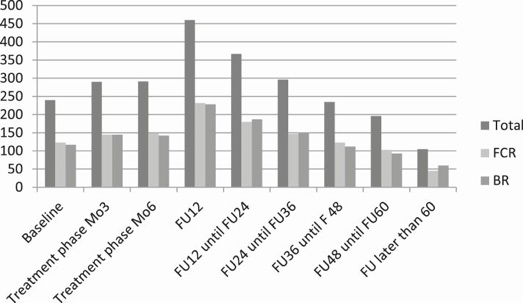 500
450
400
350
300
250
200
150
100
50
0
Total
FCR
BR
Baseline
Treatment phase Mo3
Treatment phase Mo6
FU12
FU12 until FU24
FU24 until FU36
FU36 until F 48
FU48 until FU60
FU later than 60